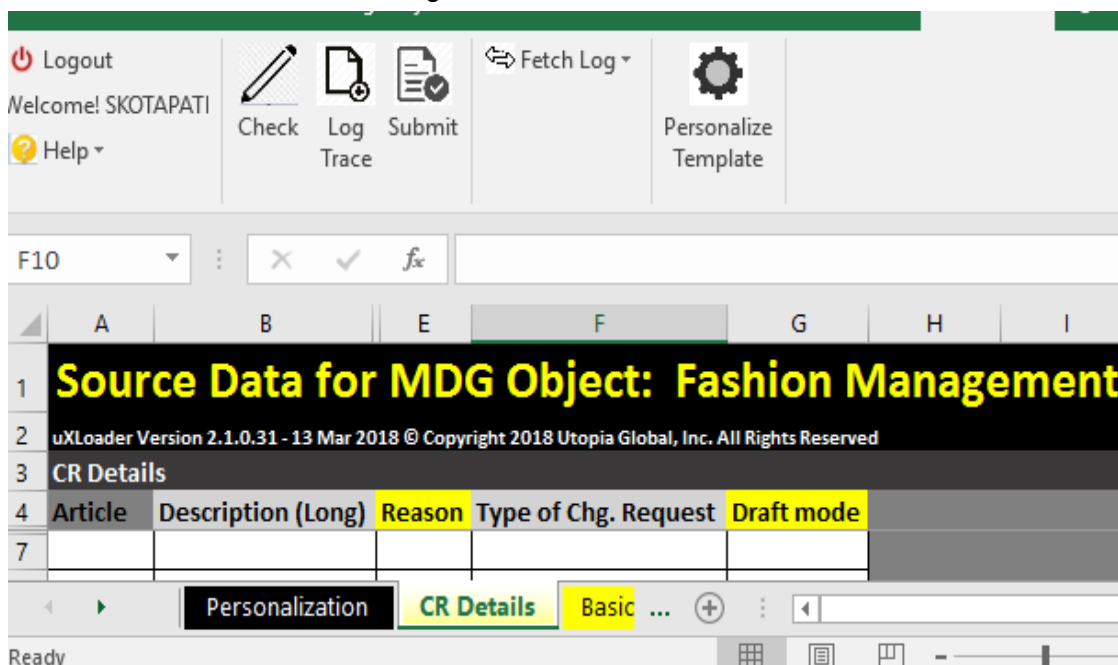 Logout
Welcome! SKOTAPATI
Help
Check
Log Trace
Submit
Fetch Log
Personalize
Template
F10
fx
A B E F G H I
1 Source Data for MDG Object: Fashion Management
2 uXLoader Version 2.1.0.31 - 13 Mar 2018 © Copyright 2018 Utopia Global, Inc. All Rights Reserved
3 CR Details
4 Article Description (Long) Reason Type of Chg. Request Draft mode
7
Personalization CR Details Basic ...
Ready